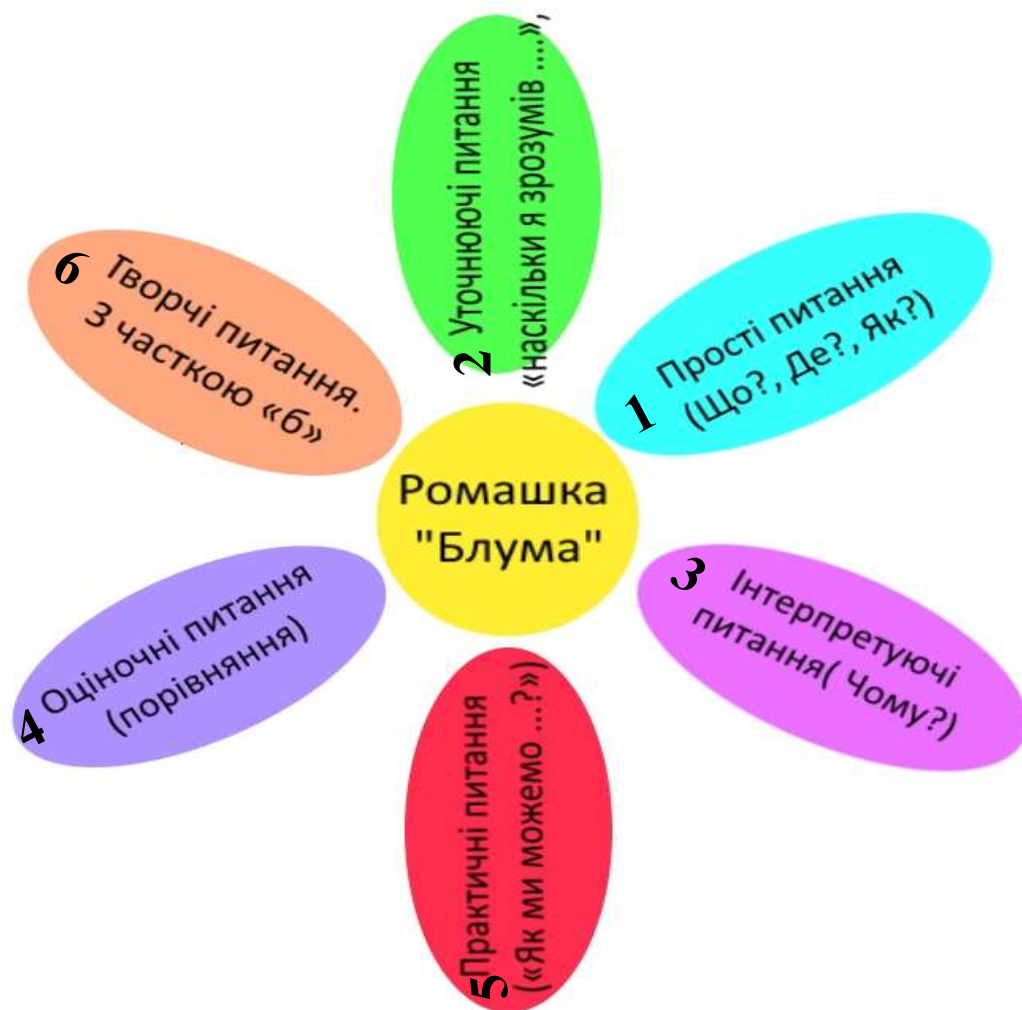 Ромашка
"Блума"
1
Прості питання
(Що?, Де?, Як?)
2
Уточнюючі питання
«наскільки я зрозумів ....»,
3
Інтерпретуючі
питання( Чому?)
4
Оціночні питання
(порівняння)
5
Практичні питання
(«Як ми можемо ...?»)
6
Творчі питання.
З часткою «б»